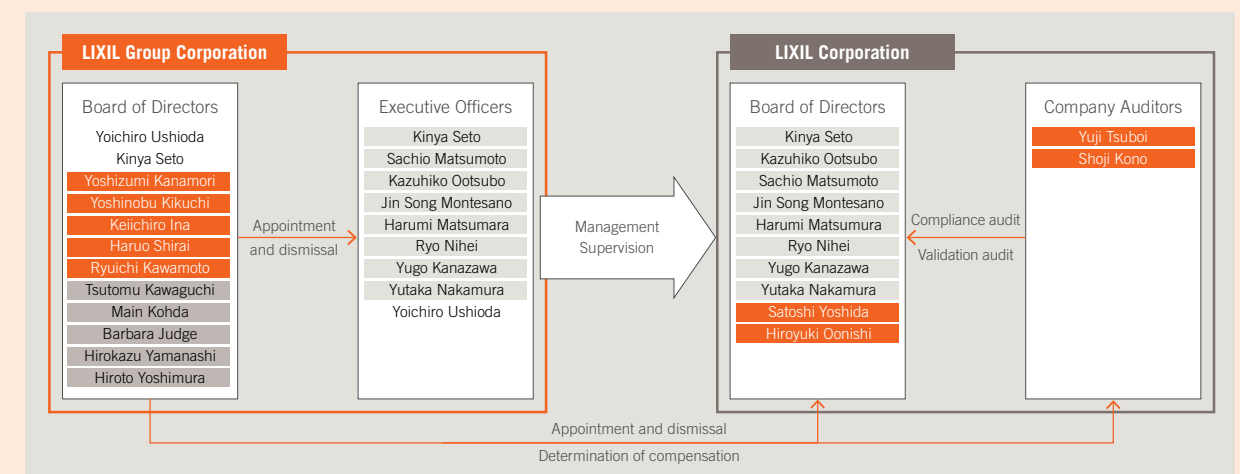 LIXIL Group Corporation
Board of Directors
Yoichiro Ushioda
Kinya Seto
Yoshizumi Kanamori
Yoshinobu Kikuchi
Keiichiro Ina
Haruo Shirai
Ryuichi Kawamoto
Tsutomu Kawaguchi
Main Kohda
Barbara Judge
Hirokazu Yamanashi
Hiroto Yoshimura
Appointment
and dismissal
Executive Officers
Kinya Seto
Sachio Matsumoto
Kazuhiko Ootsubo
Jin Song Montesano
Harumi Matsumara
Ryo Nihei
Yugo Kanazawa
Yutaka Nakamura
Yoichiro Ushioda
Management
Supervision
LIXIL Corporation
Board of Directors
Kinya Seto
Kazuhiko Ootsubo
Sachio Matsumoto
Jin Song Montesano
Harumi Matsumura
Ryo Nihei
Yugo Kanazawa
Yutaka Nakamura
Satoshi Yoshida
Hiroyuki Oonishi
Compliance audit
Validation audit
Company Auditors
Yuji Tsuboi
Shoji Kono
Appointment and dismissal
Determination of compensation